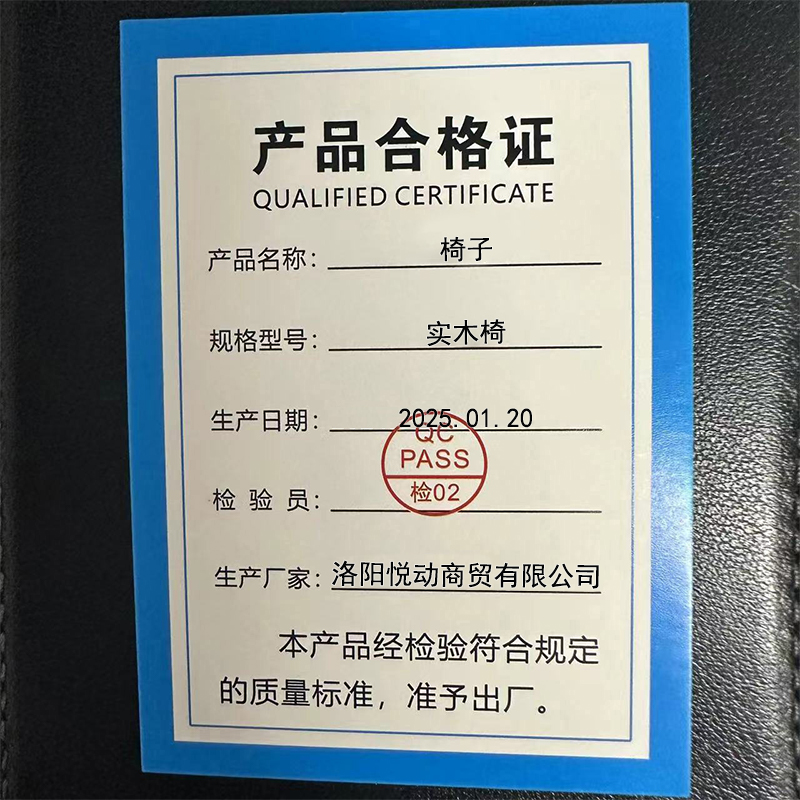 产品合格证
QUALIFIED CERTIFICATE
产品名称：椅子
规格型号：实木椅
生产日期：2025.01.20
QC
PASS
检02
检 验 员：
生产厂家：洛阳悦动商贸有限公司
本产品经检验符合规定
的质量标准，准予出厂。